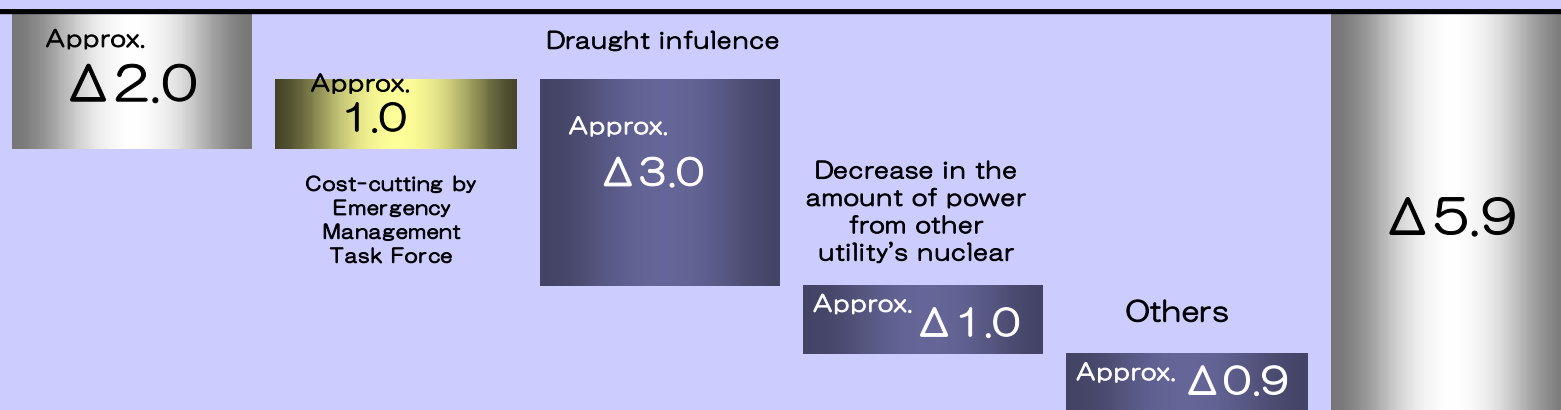 Approx.
Δ2.0
Approx.
1.0
Cost-cutting by
Emergency
Management
Task Force
Draught infulence
Approx.
Δ3.0
Decrease in the
amount of power
from other
utility's nuclear
Approx. Δ1.0
Others
Approx. Δ0.9
Δ5.9